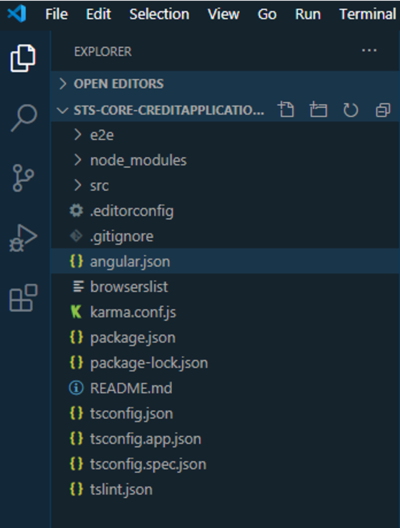 File Edit Selection View Go Run Terminal
EXPLORER
OPEN EDITORS
STS-CORE-CREDITAPPLICATIO...
e2e
node_modules
src
.editorconfig
.gitignore
angular.json
browserslist
karma.conf.js
package.json
package-lock.json
README.md
tsconfig.json
tsconfig.app.json
tsconfig.spec.json
tslint.json